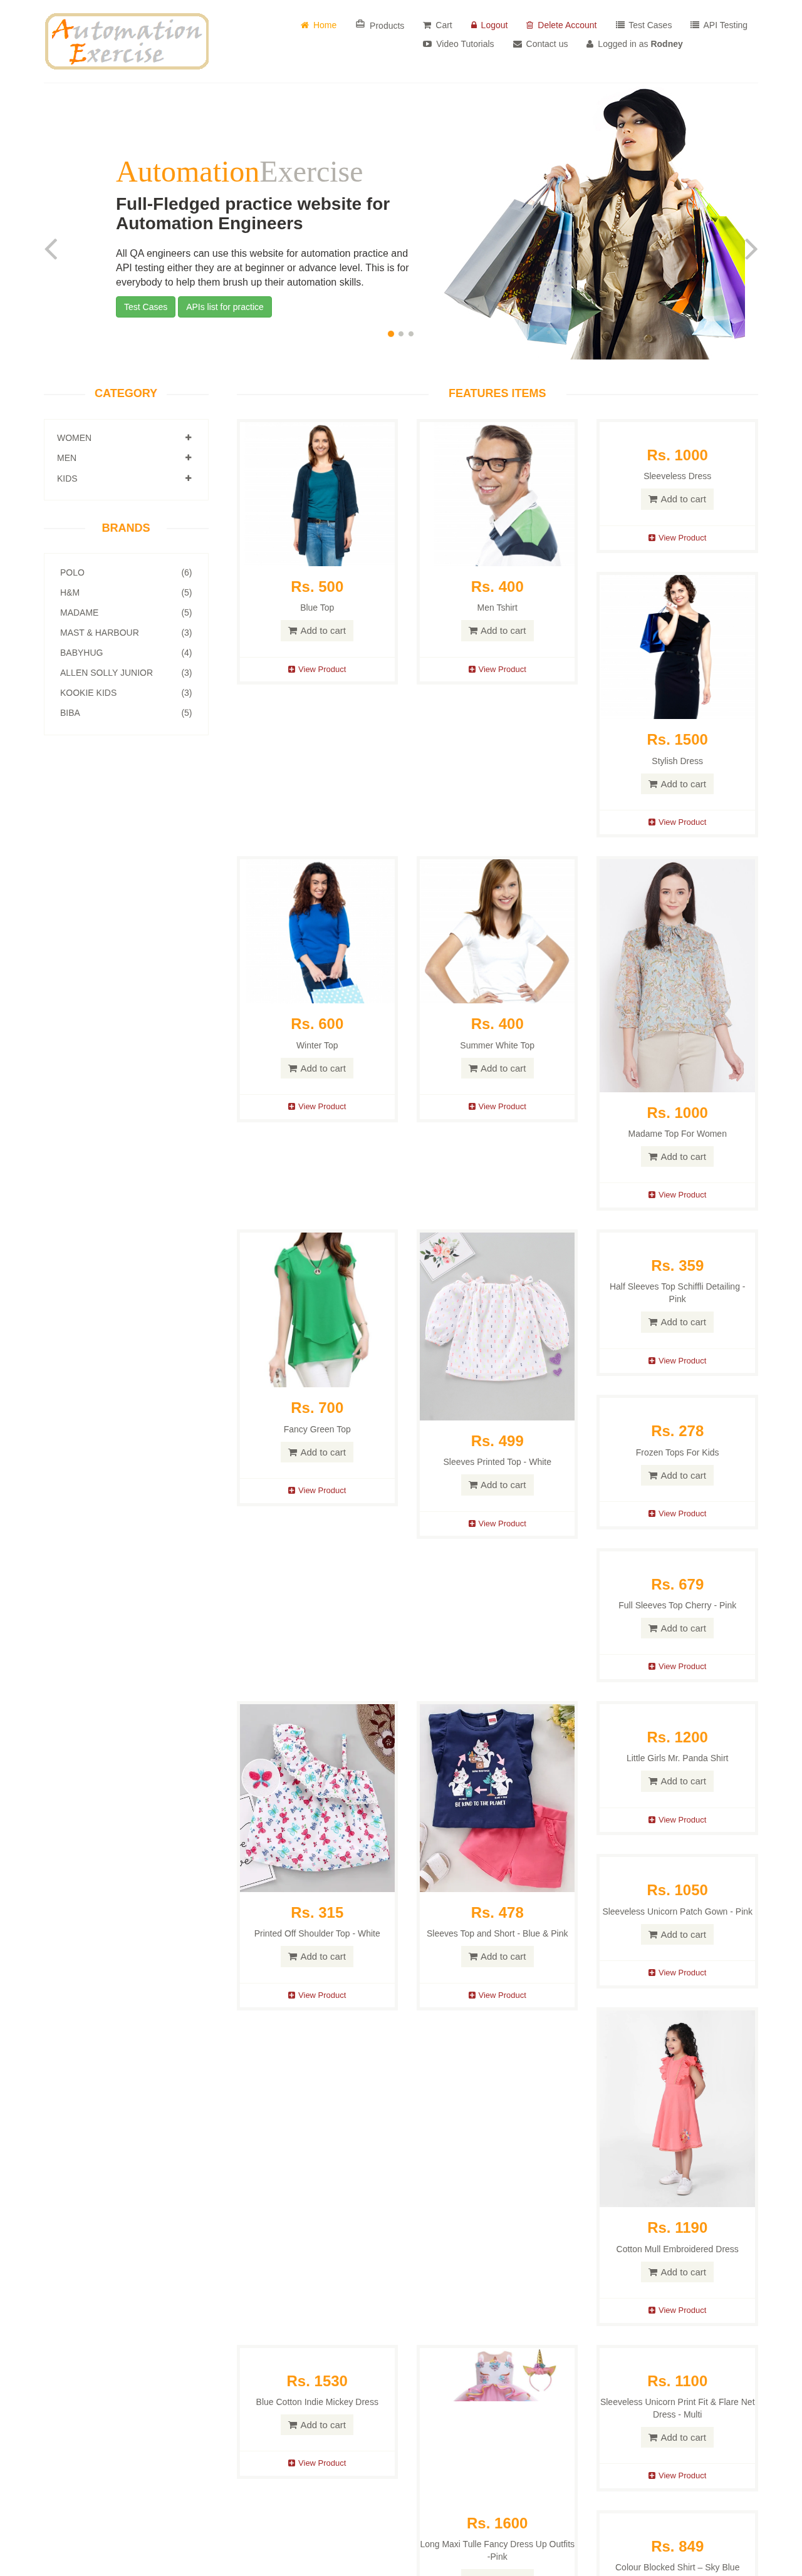 Automation
Exercise
Home
Products
Cart
Logout
Delete Account
Test Cases
API Testing
Video Tutorials
Contact us
Logged in as Rodney
AutomationExercise
Full-Fledged practice website for
Automation Engineers
All QA engineers can use this website for automation practice and
API testing either they are at beginner or advance level. This is for
everybody to help them brush up their automation skills.
Test Cases
APIs list for practice
CATEGORY
WOMEN
MEN
KIDS
BRANDS
POLO (6)
H&M (5)
MADAME (5)
MAST & HARBOUR (3)
BABYHUG (4)
ALLEN SOLLY JUNIOR (3)
KOOKIE KIDS (3)
BIBA (5)
FEATURES ITEMS
Rs. 500
Blue Top
Add to cart
View Product
Rs. 400
Men Tshirt
Add to cart
View Product
Rs. 1000
Sleeveless Dress
Add to cart
View Product
Rs. 1500
Stylish Dress
Add to cart
View Product
Rs. 600
Winter Top
Add to cart
View Product
Rs. 400
Summer White Top
Add to cart
View Product
Rs. 1000
Madame Top For Women
Add to cart
View Product
Rs. 700
Fancy Green Top
Add to cart
View Product
Rs. 499
Sleeves Printed Top - White
Add to cart
View Product
Rs. 359
Half Sleeves Top Schiffli Detailing -
Pink
Add to cart
View Product
Rs. 278
Frozen Tops For Kids
Add to cart
View Product
Rs. 679
Full Sleeves Top Cherry - Pink
Add to cart
View Product
Rs. 315
Printed Off Shoulder Top - White
Add to cart
View Product
BE KIND TO THE PLANET
Rs. 478
Sleeves Top and Short - Blue & Pink
Add to cart
View Product
Rs. 1200
Little Girls Mr. Panda Shirt
Add to cart
View Product
Rs. 1050
Sleeveless Unicorn Patch Gown - Pink
Add to cart
View Product
Rs. 1190
Cotton Mull Embroidered Dress
Add to cart
View Product
Rs. 1530
Blue Cotton Indie Mickey Dress
Add to cart
View Product
Rs. 1600
Long Maxi Tulle Fancy Dress Up Outfits
-Pink
Rs. 1100
Sleeveless Unicorn Print Fit & Flare Net
Dress - Multi
Add to cart
View Product
Rs. 849
Colour Blocked Shirt – Sky Blue